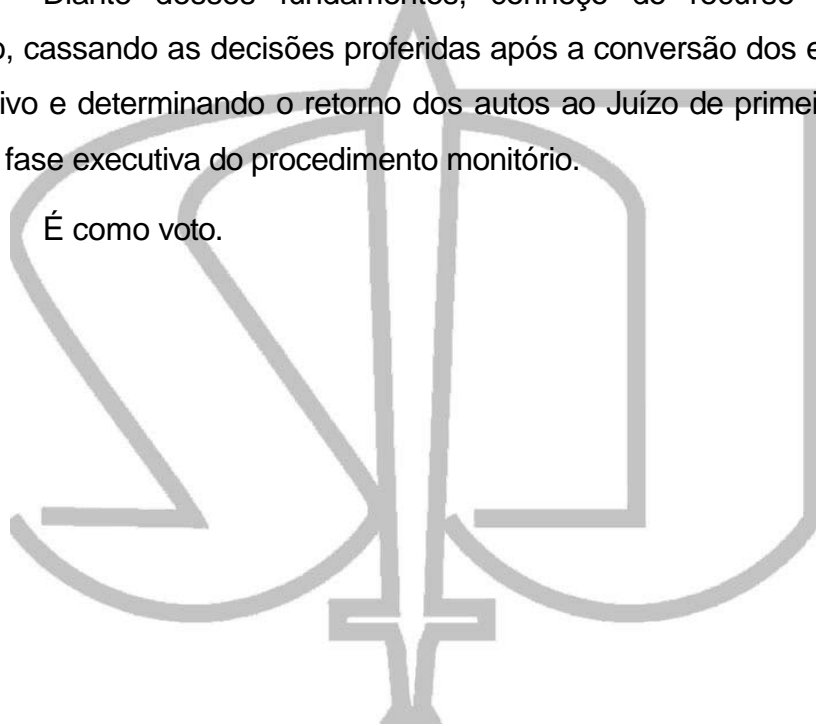 Diante desses fundamentos, conheço do recurso
o, cassando as decisões proferidas após a conversão dos e
ivo e determinando o retorno dos autos ao Juízo de primei
fase executiva do procedimento monitório.
É como voto.